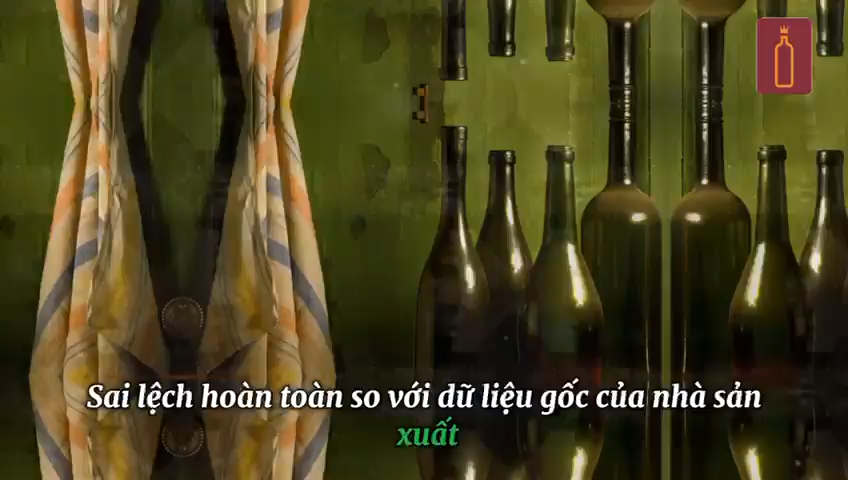 Sai lệch hoàn toàn so với dữ liệu gốc của nhà sản
xuất